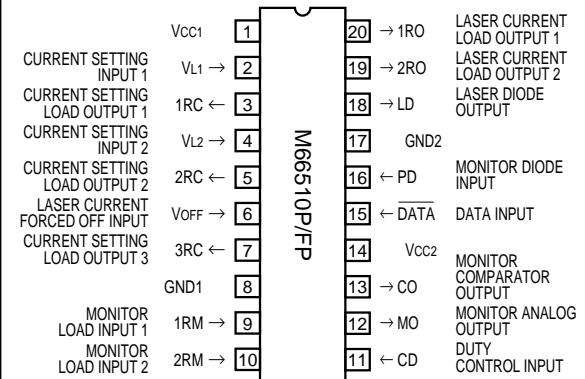 Vcc1 1
CURRENT SETTING
INPUT 1
VL1 → 2
CURRENT SETTING
LOAD OUTPUT 1
1RC ← 3
CURRENT SETTING
INPUT 2
VL2 → 4
CURRENT SETTING
LOAD OUTPUT 2
2RC ← 5
LASER CURRENT
FORCED OFF INPUT
VOFF → 6
CURRENT SETTING
LOAD OUTPUT 3
3RC ← 7
GND1 8
MONITOR
LOAD INPUT 1
1RM → 9
MONITOR
LOAD INPUT 2
2RM → 10
M66510P/FP
20 → 1RO
LASER CURRENT
LOAD OUTPUT 1
19 → 2RO
LASER CURRENT
LOAD OUTPUT 2
18 → LD
LASER DIODE
OUTPUT
17 GND2
16 ← PD
MONITOR DIODE
INPUT
15 ← DATA DATA INPUT
14 Vcc2
13 → CO
MONITOR
COMPARATOR
OUTPUT
12 → MO
MONITOR ANALOG
OUTPUT
11 ← CD
DUTY
CONTROL INPUT